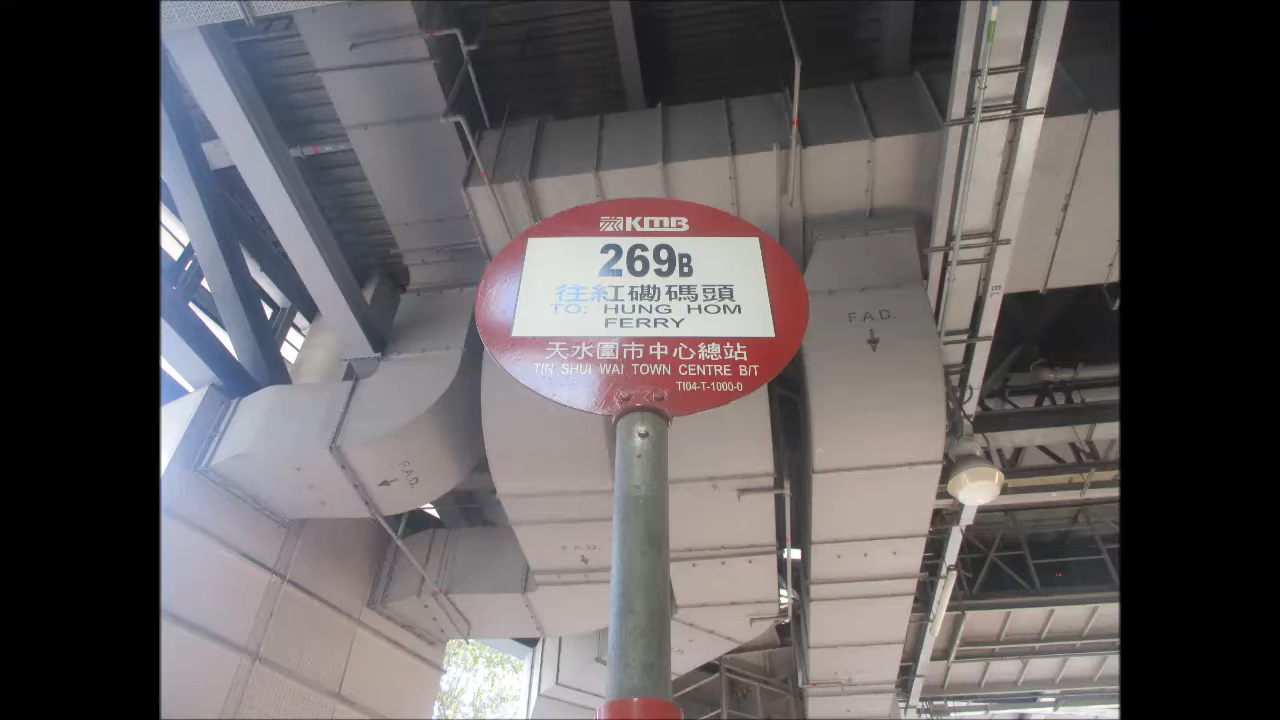 KMB
269B
往紅磡碼頭
TO: HUNG HOM
FERRY
天水圍市中心總站
TIN SHUI WAI TOWN CENTRE B/T
TI04-T-1000-0
F.A.D.
F.A.D.
F.A.D.